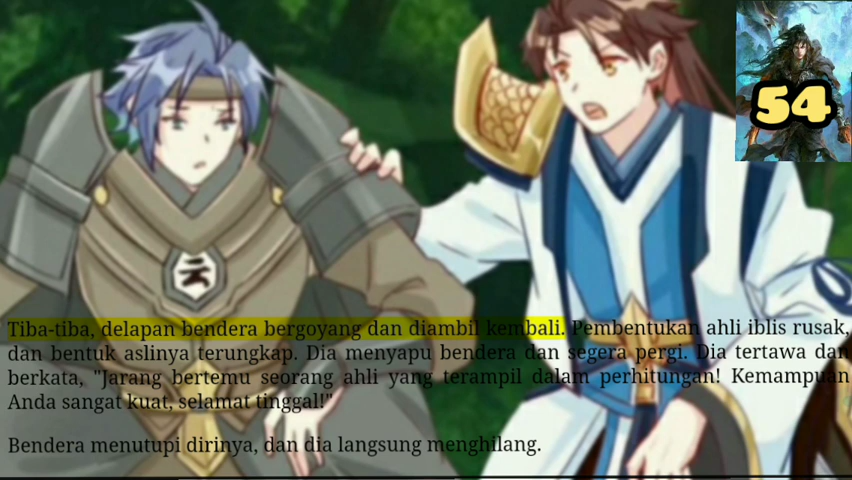 54
云
Tiba-tiba, delapan bendera bergoyang dan diambil kembali. Pembentukan ahli iblis rusak,
dan bentuk aslinya terungkap. Dia menyapu bendera dan segera pergi. Dia tertawa dan
berkata, "Jarang bertemu seorang ahli yang terampil dalam perhitungan! Kemampuan
Anda sangat kuat, selamat tinggal!"
Bendera menutupi dirinya, dan dia langsung menghilang.